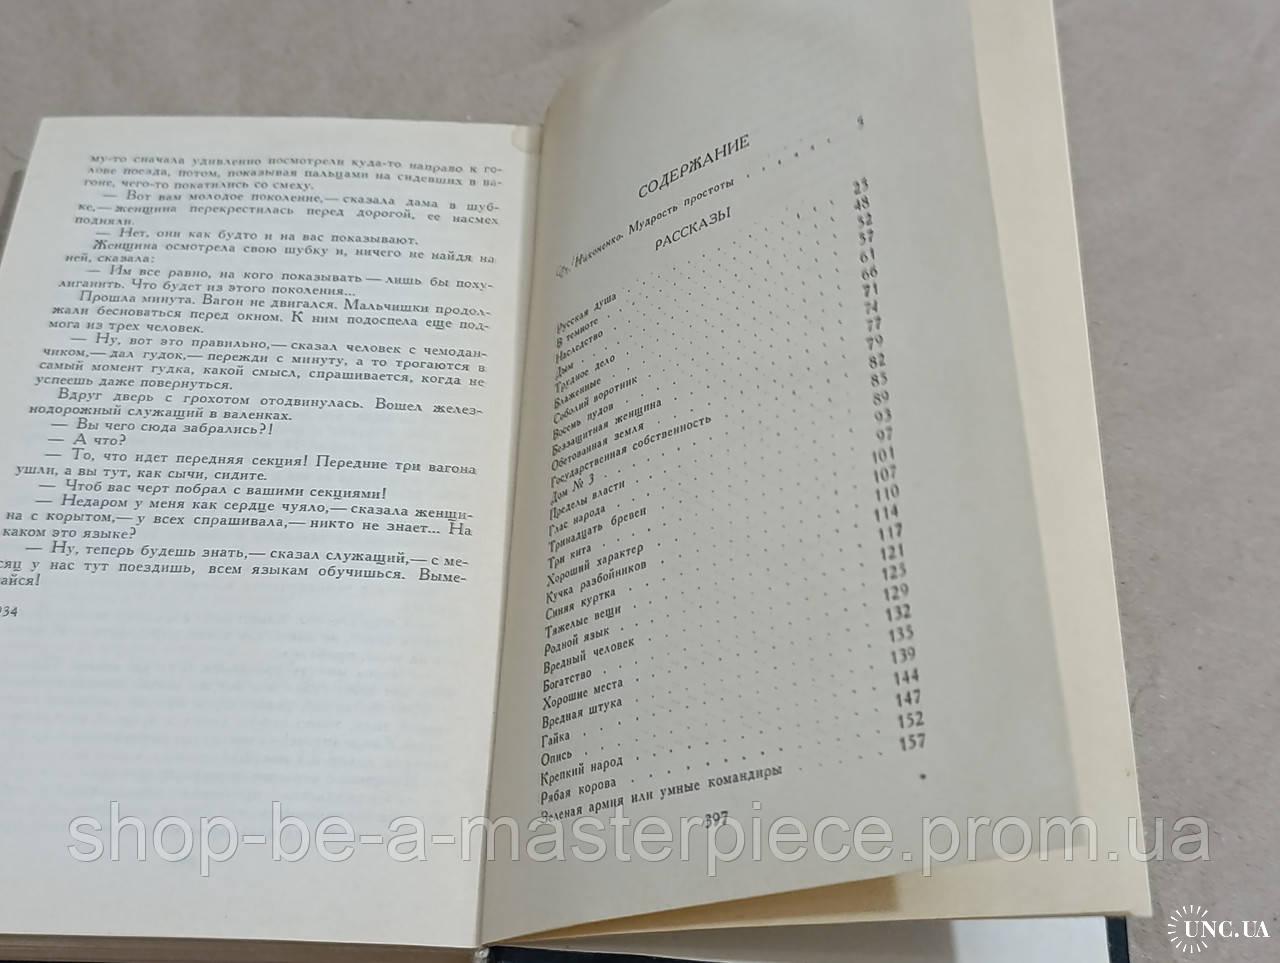 му-то сначала удивленно посмотрели куда-то направо к го-
лове поезда, потом, показывая пальцами на сидевших в ва-
гоне, чего-то покатились со смеху.
— Вот вам молодое поколение,— сказала дама в шуб-
ке,— женщина перекрестилась перед дорогой, ее насмех
подняли.
— Нет, они как будто и на вас показывают.
Женщина осмотрела свою шубку и, ничего не найдя на
ней, сказала:
— Им все равно, на кого показывать — лишь бы поху-
лиганить. Что будет из этого поколения...
Прошла минута. Вагон не двигался. Мальчишки продол-
жали бесноваться перед окном. К ним подоспела еще под-
мога из трех человек.
— Ну, вот это правильно,— сказал человек с чемодан-
чиком,— дал гудок,— пережди с минуту, а то трогаются в
самый момент гудка, какой смысл, спрашивается, когда не
успеешь даже повернуться.
Вдруг дверь с грохотом отодвинулась. Вошел желез-
нодорожный служащий в валенках.
— Вы чего сюда забрались?!
— А что?
— То, что идет передняя секция! Передние три вагона
ушли, а вы тут, как сычи, сидите.
— Чтоб вас черт побрал с вашими секциями!
— Недаром у меня как сердце чуяло,— сказала женщи-
на с корытом,— у всех спрашивала,— никто не знает... На
каком это языке?
— Ну, теперь будешь знать,— сказал служащий,— с ме-
сяц у нас тут поездишь, всем языкам обучишься. Выме-
айся!
934
СОДЕРЖАНИЕ
Ст. Никоненко. Мудрость простоты
РАССКАЗЫ
Русская душа 25
В темноте 48
Наследство 52
Дым 57
Трудное дело 61
Блаженные 66
Соболий воротник 71
Восемь пудов 74
Беззащитная женщина 77
Обетованная земля 79
Государственная собственность 82
Дом № 3 85
Пределы власти 89
Глас народа 93
Тринадцать бревен 97
Три кита 101
Хороший характер 107
Кучка разбойников 110
Синяя куртка 114
Тяжелые вещи 117
Родной язык 121
Вредный человек 125
Богатство 129
Хорошие места 132
Вредная штука 135
Гайка 139
Опись 144
Крепкий народ 147
Рябая корова 152
Зеленая армия или умные командиры 157
397
shop-be-a-masterpiece.prom.ua
UNC.UA